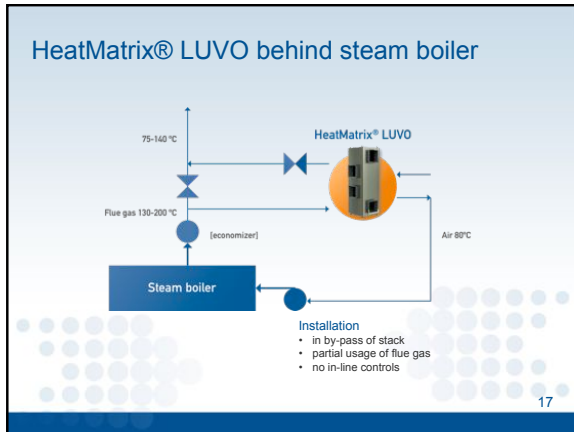 HeatMatrix® LUVO behind steam boiler
75-140 °C
HeatMatrix® LUVO
Flue gas 130-200 °C
[economizer]
Air 80°C
Steam boiler
Installation
• in by-pass of stack
• partial usage of flue gas
• no in-line controls
17